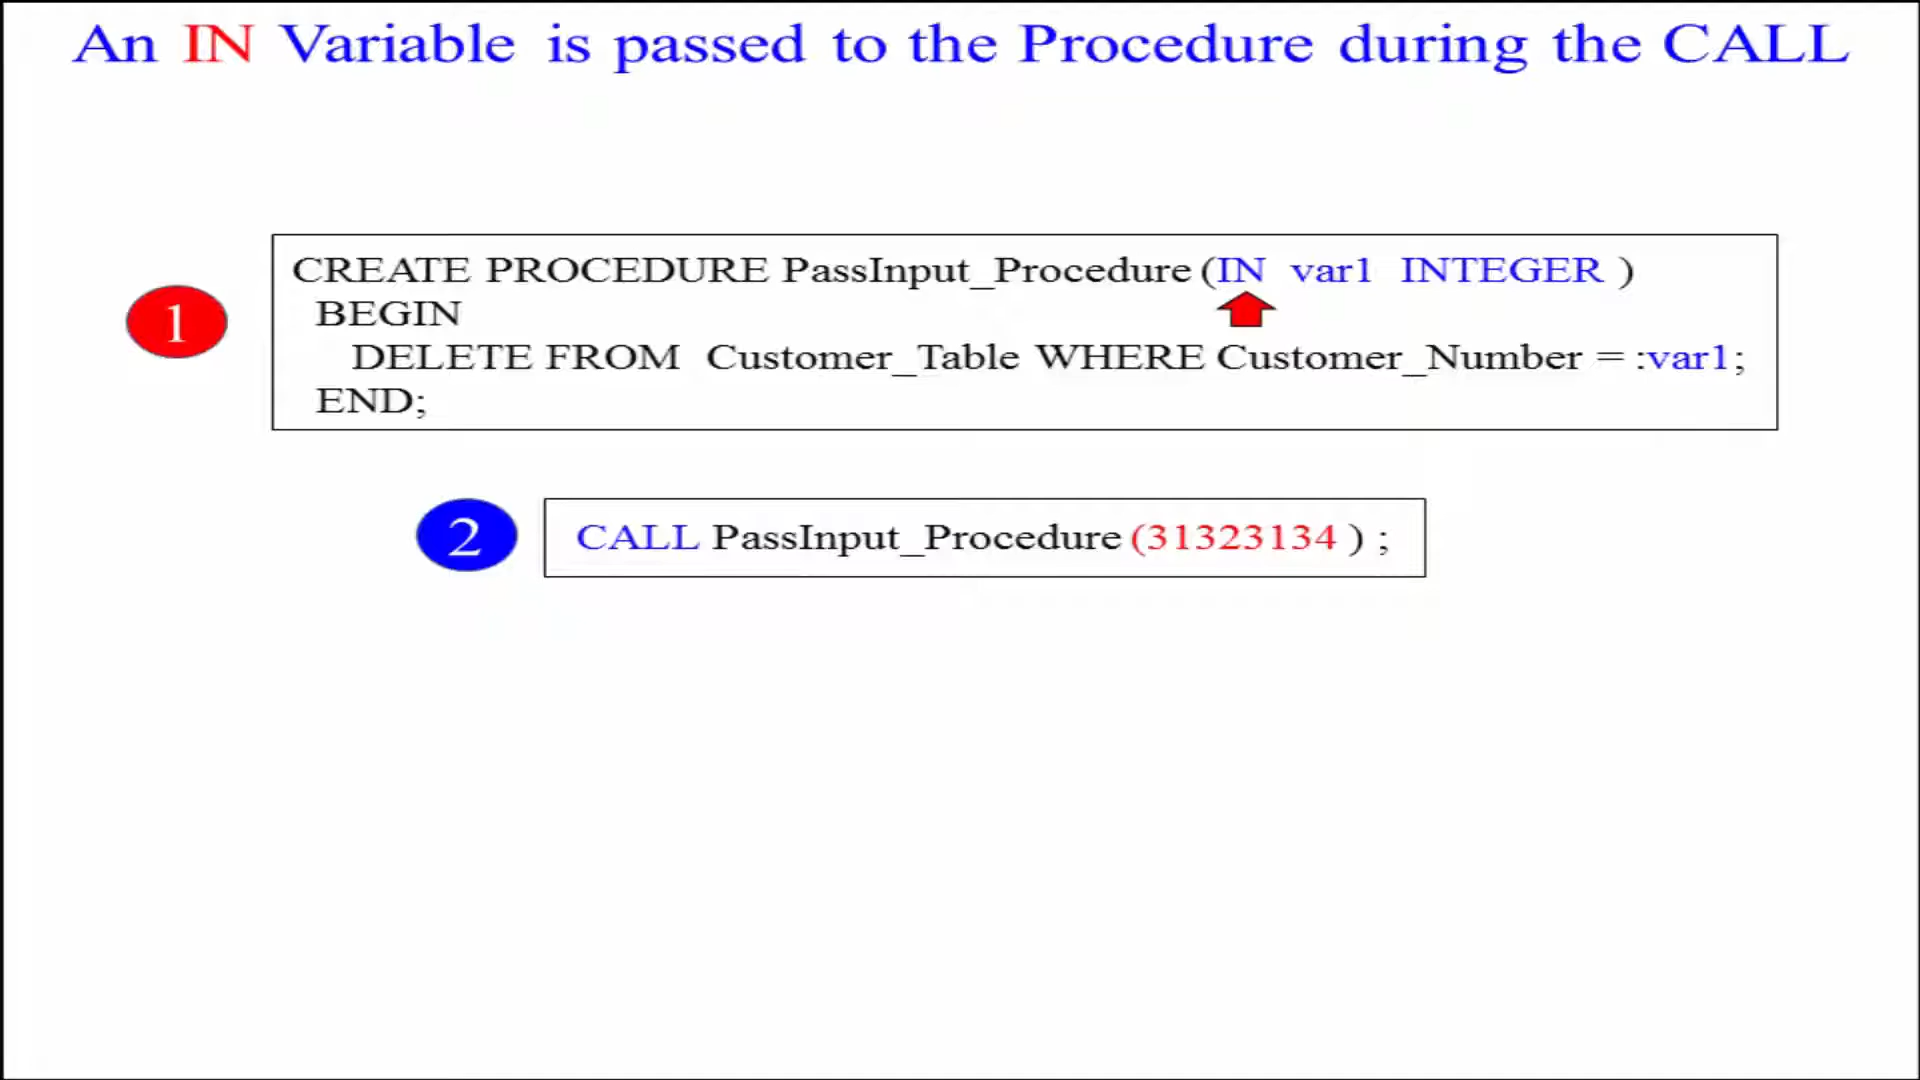 An IN Variable is passed to the Procedure during the CALL
1
CREATE PROCEDURE PassInput_Procedure (IN var1 INTEGER )
BEGIN
DELETE FROM Customer_Table WHERE Customer_Number = :var1;
END;
2
CALL PassInput_Procedure (31323134 ) ;